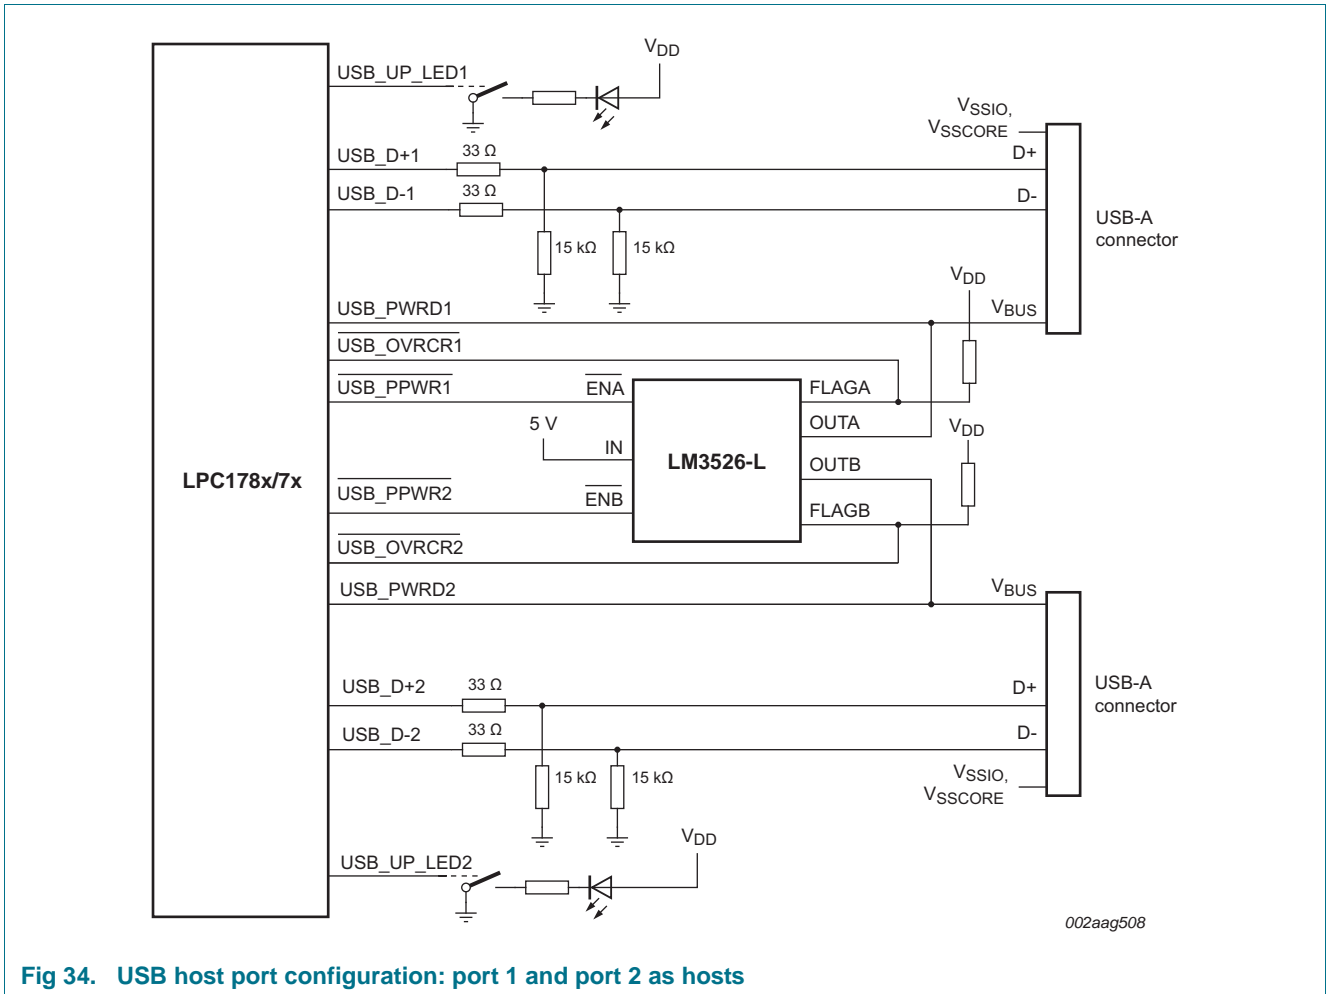 VDD
USB_UP_LED1
VSSIO,
VSSCORE
USB_D+1
33 Ω
D+
USB_D-1
33 Ω
D-
USB-A
connector
15 kΩ
15 kΩ
VDD
USB_PWRD1
VBUS
USB_OVRCR1
USB_PPWR1
ENA
FLAGA
5 V
OUTA
VDD
IN
LM3526-L
OUTB
LPC178x/7x
USB_PPWR2
ENB
FLAGB
USB_OVRCR2
USB_PWRD2
VBUS
USB_D+2
33 Ω
D+
USB-A
connector
USB_D-2
33 Ω
D-
15 kΩ
15 kΩ
VSSIO,
VSSCORE
VDD
USB_UP_LED2
002aag508
Fig 34. USB host port configuration: port 1 and port 2 as hosts